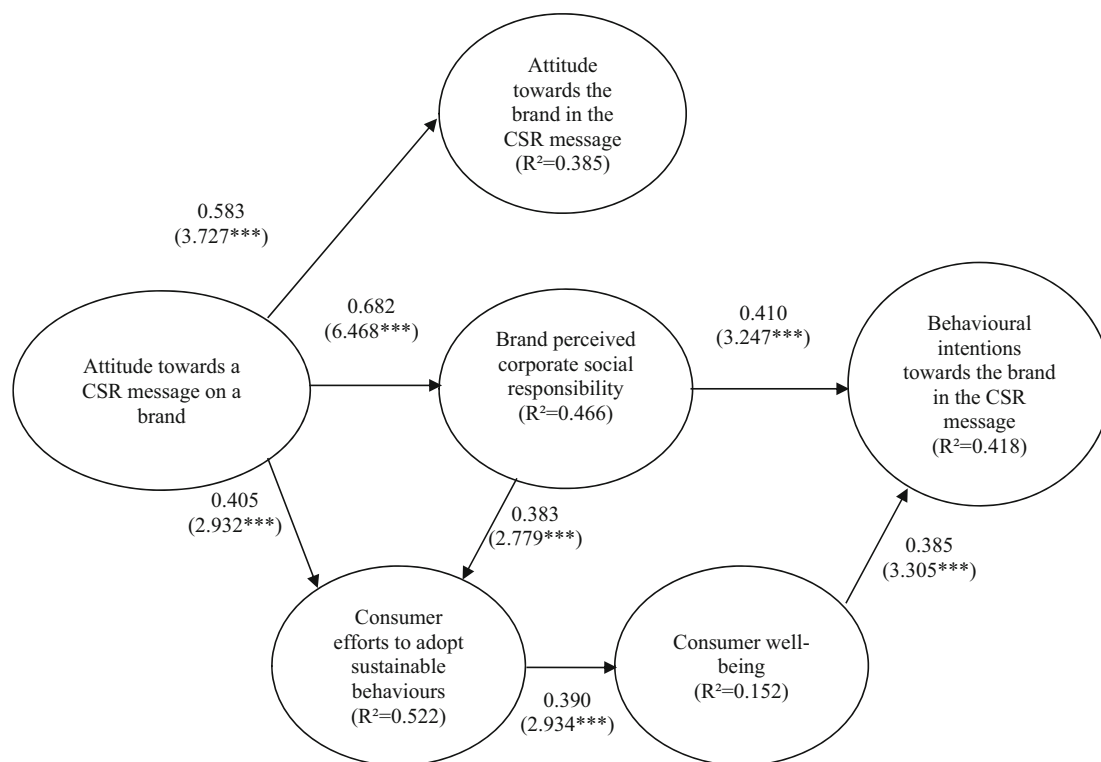 Attitude
towards the
brand in the
CSR message
(R²=0.385)
0.583
(3.727***)
Attitude towards a
CSR message on a
brand
0.682
(6.468***)
Brand perceived
corporate social
responsibility
(R²=0.466)
0.410
(3.247***)
Behavioural
intentions
towards the brand
in the CSR
message
(R²=0.418)
0.405
(2.932***)
0.383
(2.779***)
0.385
(3.305***)
Consumer
efforts to adopt
sustainable
behaviours
(R²=0.522)
0.390
(2.934***)
Consumer well-
being
(R²=0.152)